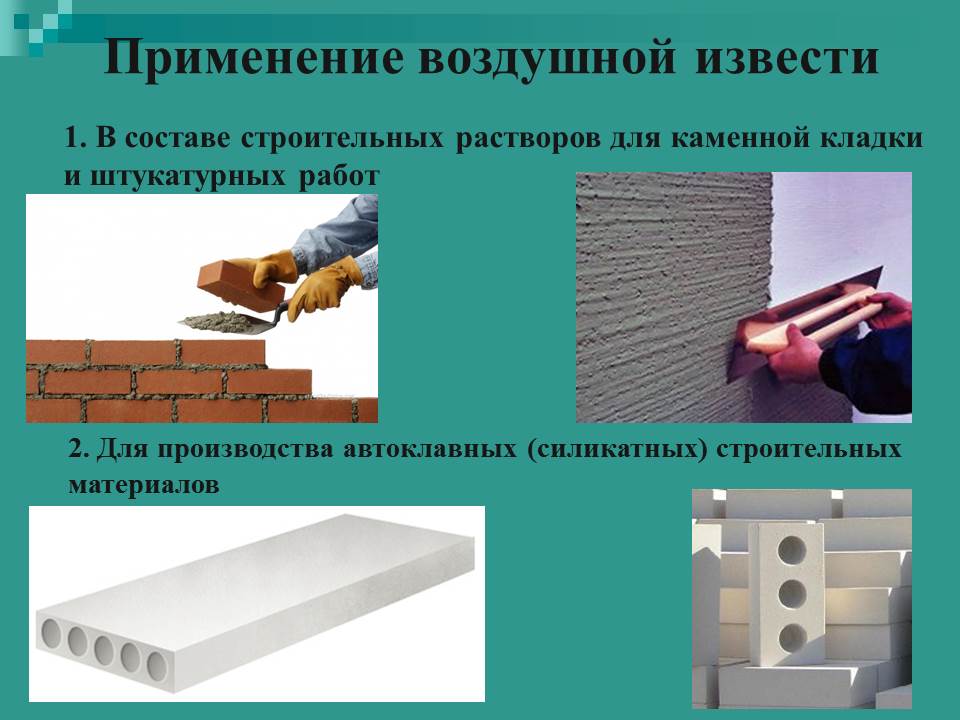 Применение воздушной извести
1. В составе строительных растворов для каменной кладки
и штукатурных работ
2. Для производства автоклавных (силикатных) строительных
материалов